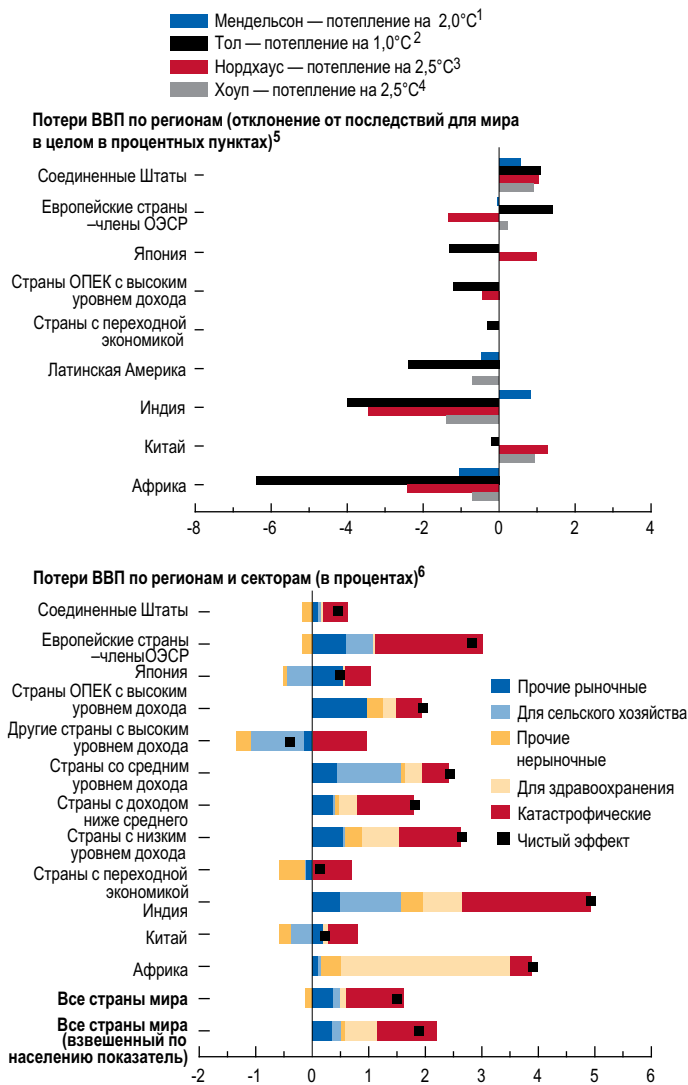 Мендельсон — потепление на 2,0°C1
Тол — потепление на 1,0°C2
Нордхаус — потепление на 2,5°C3
Хоуп — потепление на 2,5°C4
Потери ВВП по регионам (отклонение от последствий для мира
в целом в процентных пунктах)5
Соединенные Штаты
Европейские страны
–члены ОЭСР
Япония
Страны ОПЕК с высоким
уровнем дохода
Страны с переходной
экономикой
Латинская Америка
Индия
Китай
Африка
-8 -6 -4 -2 0 2 4
Потери ВВП по регионам и секторам (в процентах)6
Соединенные Штаты
Европейские страны
–членыОЭСР
Япония
Страны ОПЕК с высоким
уровнем дохода
Другие страны с высоким
уровнем дохода
Страны со средним
уровнем дохода
Страны с доходом
ниже среднего
Страны с низким
уровнем дохода
Страны с переходной
экономикой
Индия
Китай
Африка
Все страны мира
Все страны мира
(взвешенный по
населению показатель)
Прочие рыночные
Для сельского хозяйства
Прочие
нерыночные
Для здравоохранения
Катастрофические
Чистый эффект
-2 -1 0 1 2 3 4 5 6